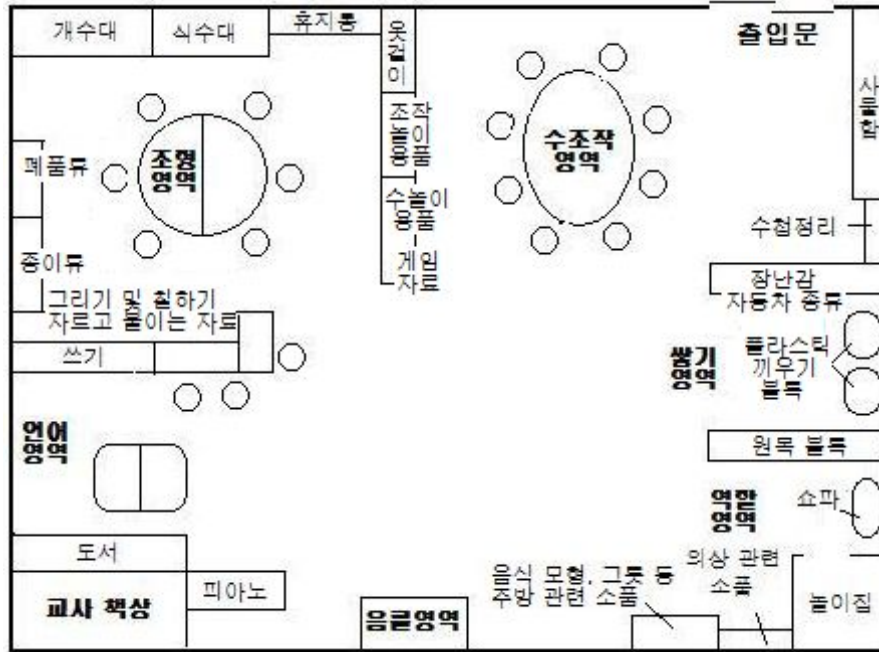 개수대
식수대
휴지통
옷걸이
출입문
사물함
조형
영역
조작
놀이
용품
수조작
영역
폐품류
수놀이
용품
수첩정리
종이류
게임
자료
장난감
자동차 종류
그리기 및 칠하기
자르고 붙이는 자료
쓰기
쌓기
영역
플라스틱
끼우기
블록
언어
영역
원목 블록
역할
영역
쇼파
도서
교사 책상
피아노
음률영역
음식 모형, 그릇 등
주방 관련 소품
의상 관련
소품
놀이집